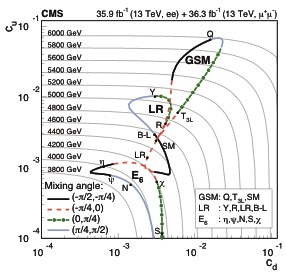 CMS 35.9 fb⁻¹ (13 TeV, ee) + 36.3 fb⁻¹ (13 TeV, μ⁺μ⁻)
c_u
10⁻¹
10⁻²
10⁻³
10⁻⁴
6000 GeV
5800 GeV
5600 GeV
5400 GeV
5200 GeV
5000 GeV
4800 GeV
4600 GeV
4400 GeV
4200 GeV
4000 GeV
3800 GeV
Q
GSM
T₃L
Y
LR
R
B-L
SM
LR
E₆
η
ψ
N
χ
S
Mixing angle:
(-π/2,-π/4)
(-π/4,0)
(0,π/4)
(π/4,π/2)
GSM: Q,T₃L,SM
LR : Y,R,LR,B-L
E₆ : η,ψ,N,S,χ
10⁻⁴
10⁻³
10⁻²
10⁻¹
c_d